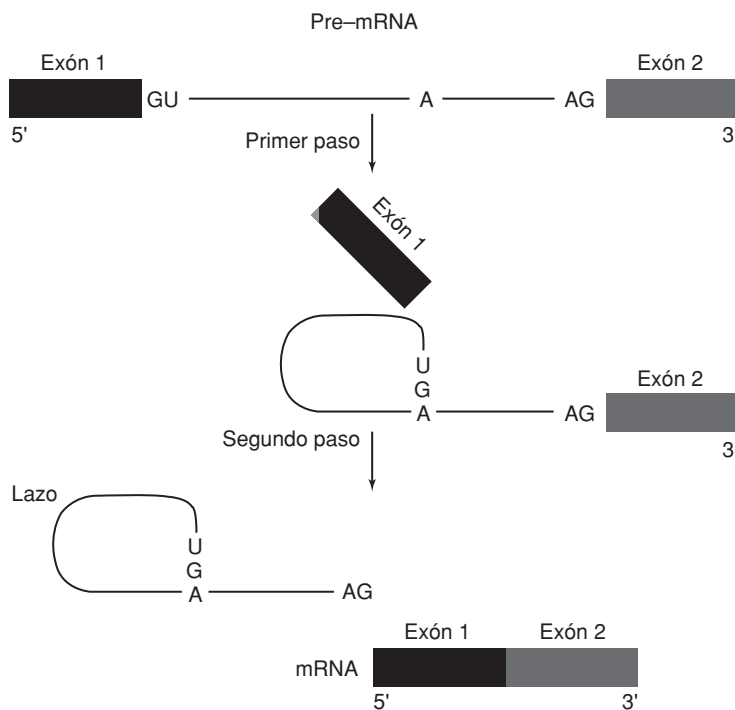 Pre–mRNA
Exón 1
Exón 2
GU
A
AG
5'
3
Primer paso
Exón 1
U
G
A
AG
Exón 2
3
Segundo paso
Lazo
U
G
A
AG
Exón 1
Exón 2
mRNA
5'
3'